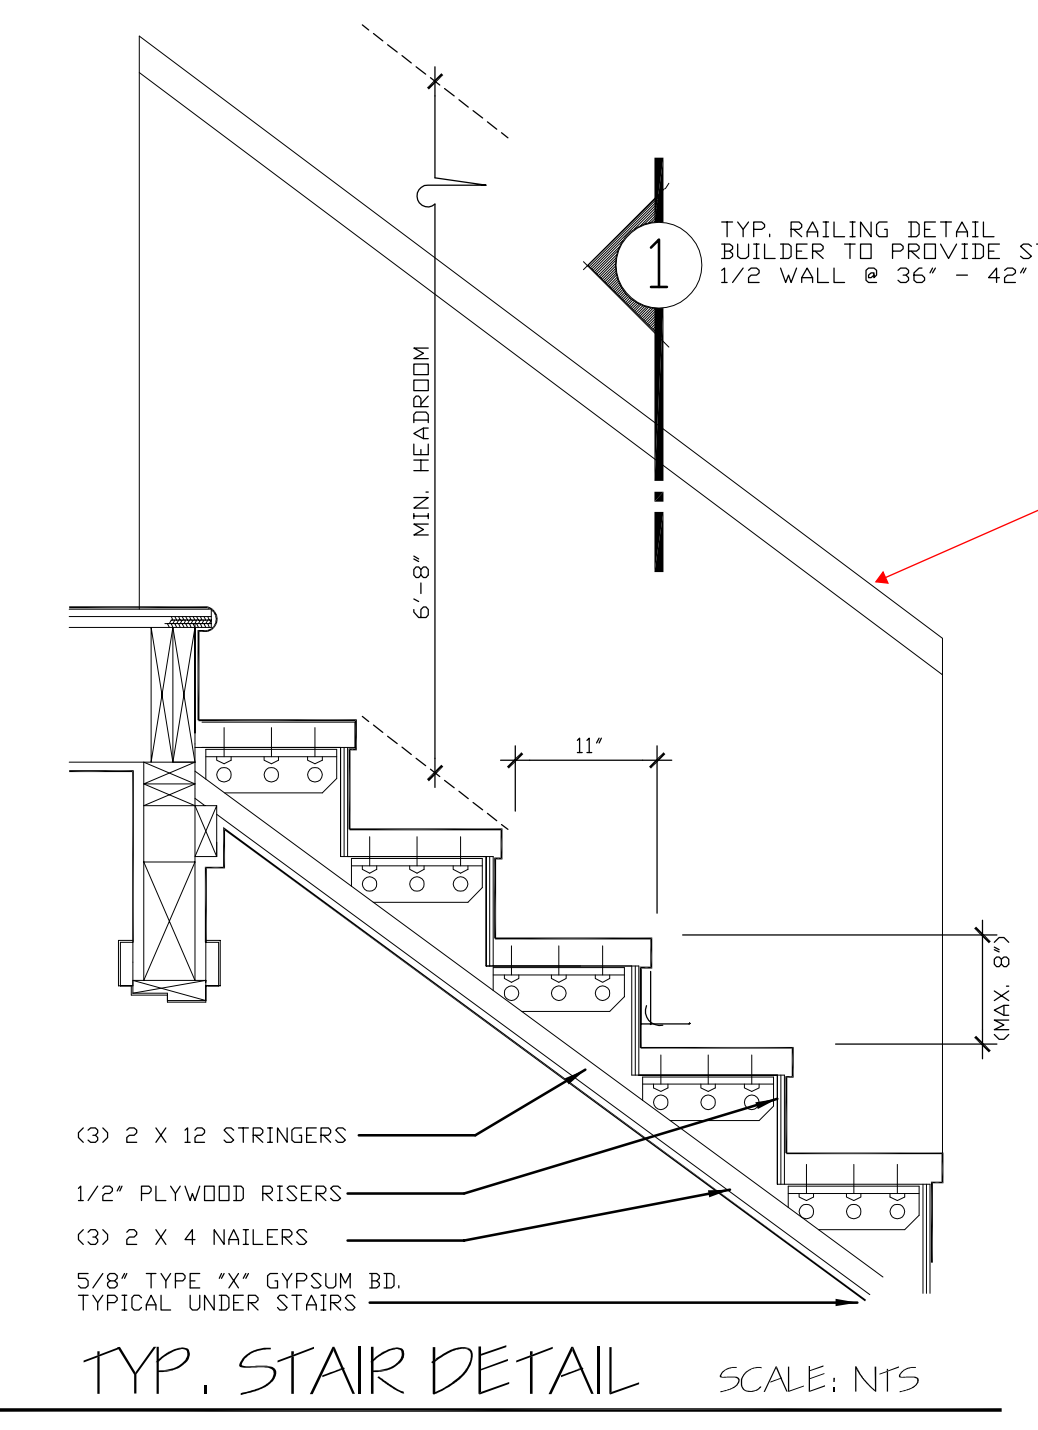 1
TYP. RAILING DETAIL
BUILDER TO PROVIDE
1/2 WALL @ 36" - 42"
6'-8" MIN. HEADROOM
11"
(MAX. 8")
(3) 2 X 12 STRINGERS
1/2" PLYWOOD RISERS
(3) 2 X 4 NAILERS
5/8" TYPE "X" GYPSUM BD.
TYPICAL UNDER STAIRS
TYP. STAIR DETAIL
SCALE: NTS